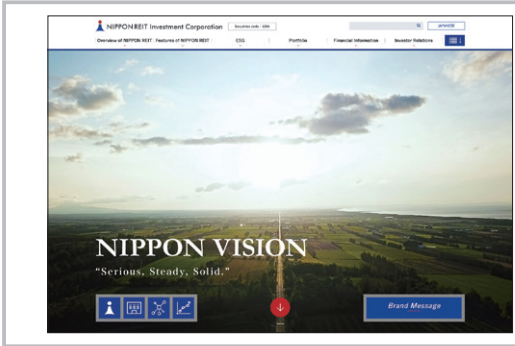 NIPPON REIT Investment Corporation
Securities code : 3296
Overview of NIPPON REIT
Features of NIPPON REIT
ESG
Portfolio
Financial Information
Investor Relations
NIPPON VISION
"Serious, Steady, Solid."
Brand Message